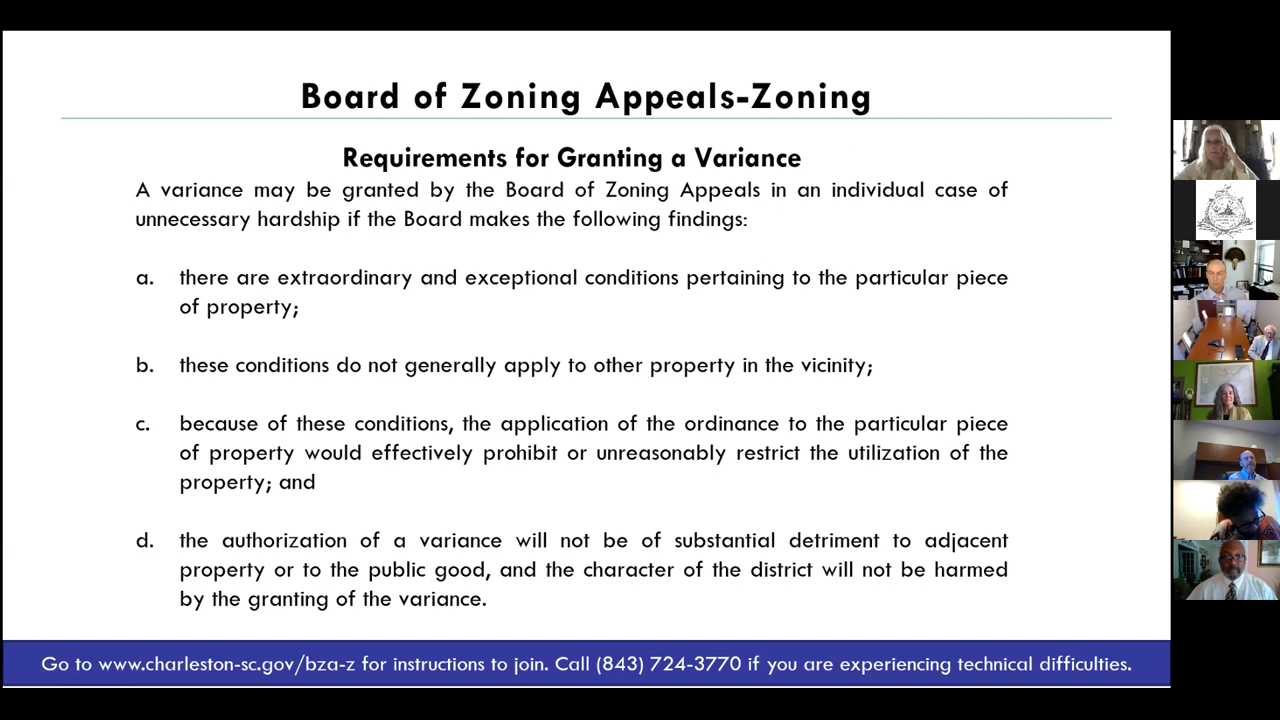 Board of Zoning Appeals-Zoning
Requirements for Granting a Variance
A variance may be granted by the Board of Zoning Appeals in an individual case of
unnecessary hardship if the Board makes the following findings:
a. there are extraordinary and exceptional conditions pertaining to the particular piece
of property;
b. these conditions do not generally apply to other property in the vicinity;
c. because of these conditions, the application of the ordinance to the particular piece
of property would effectively prohibit or unreasonably restrict the utilization of the
property; and
d. the authorization of a variance will not be of substantial detriment to adjacent
property or to the public good, and the character of the district will not be harmed
by the granting of the variance.
Go to www.charleston-sc.gov/bza-z for instructions to join. Call (843) 724-3770 if you are experiencing technical difficulties.